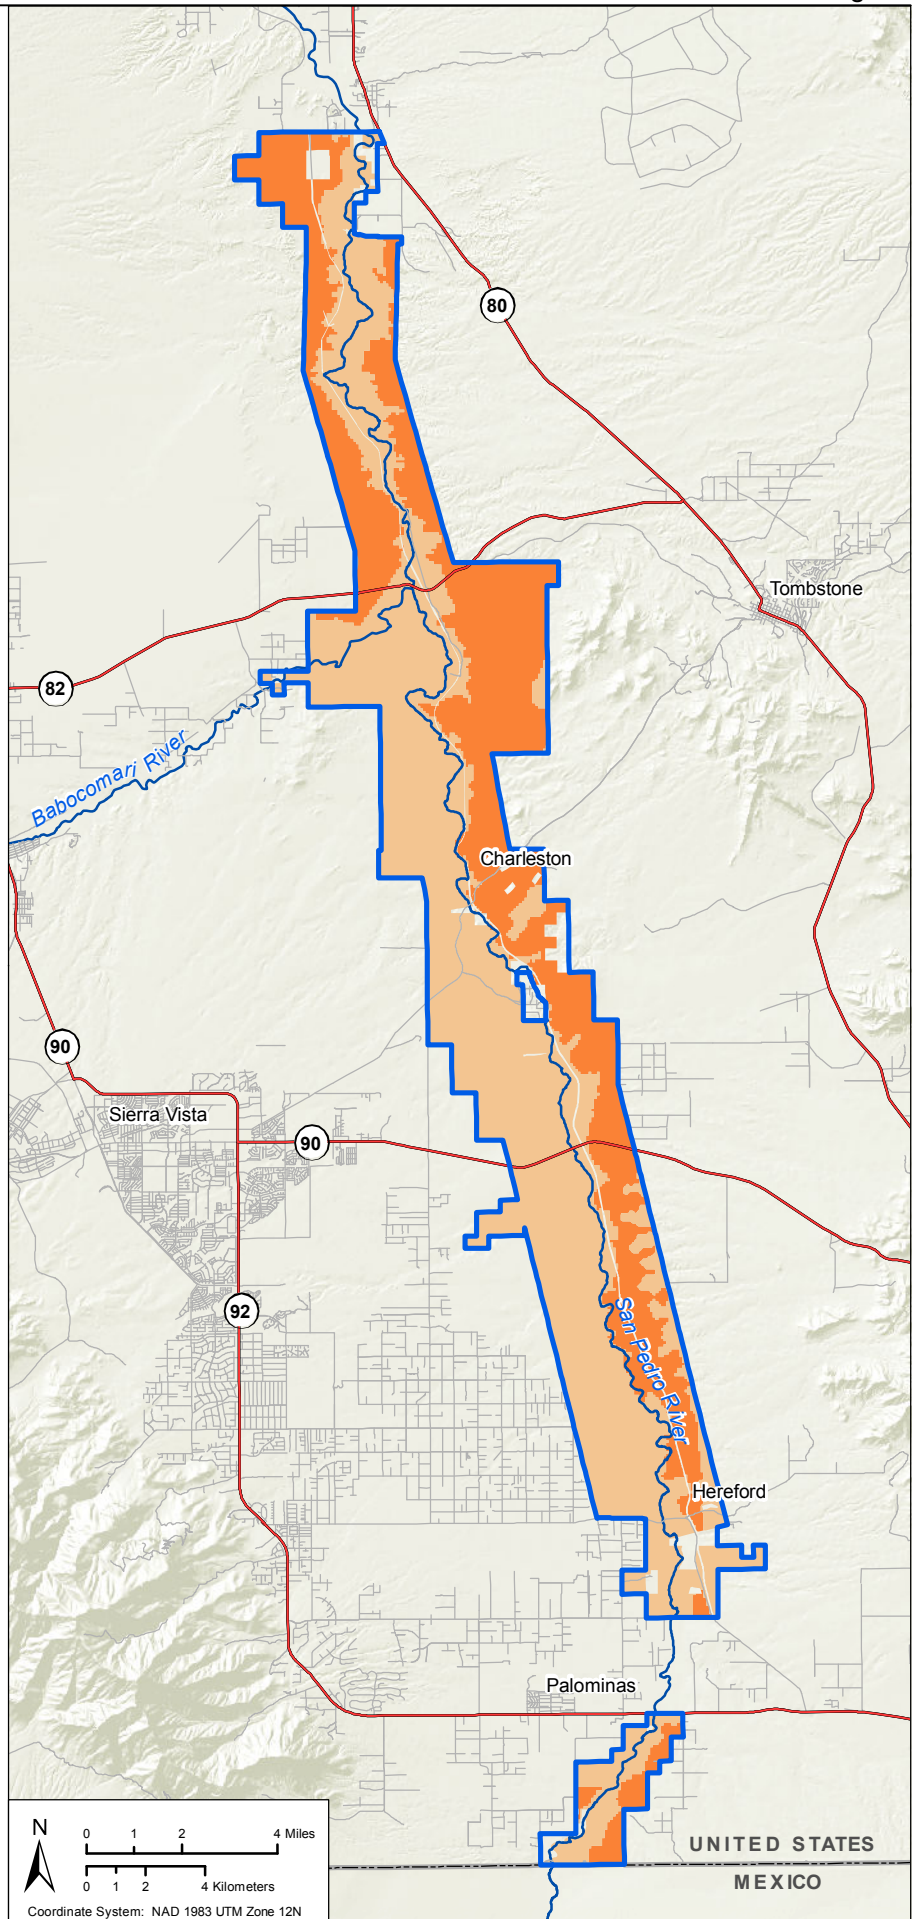 80
Tombstone
82
Babocomari River
Charleston
90
Sierra Vista
90
92
San Pedro River
Hereford
Palominas
N
0 1 2 4 Miles
0 1 2 4 Kilometers
Coordinate System: NAD 1983 UTM Zone 12N
UNITED STATES
MEXICO